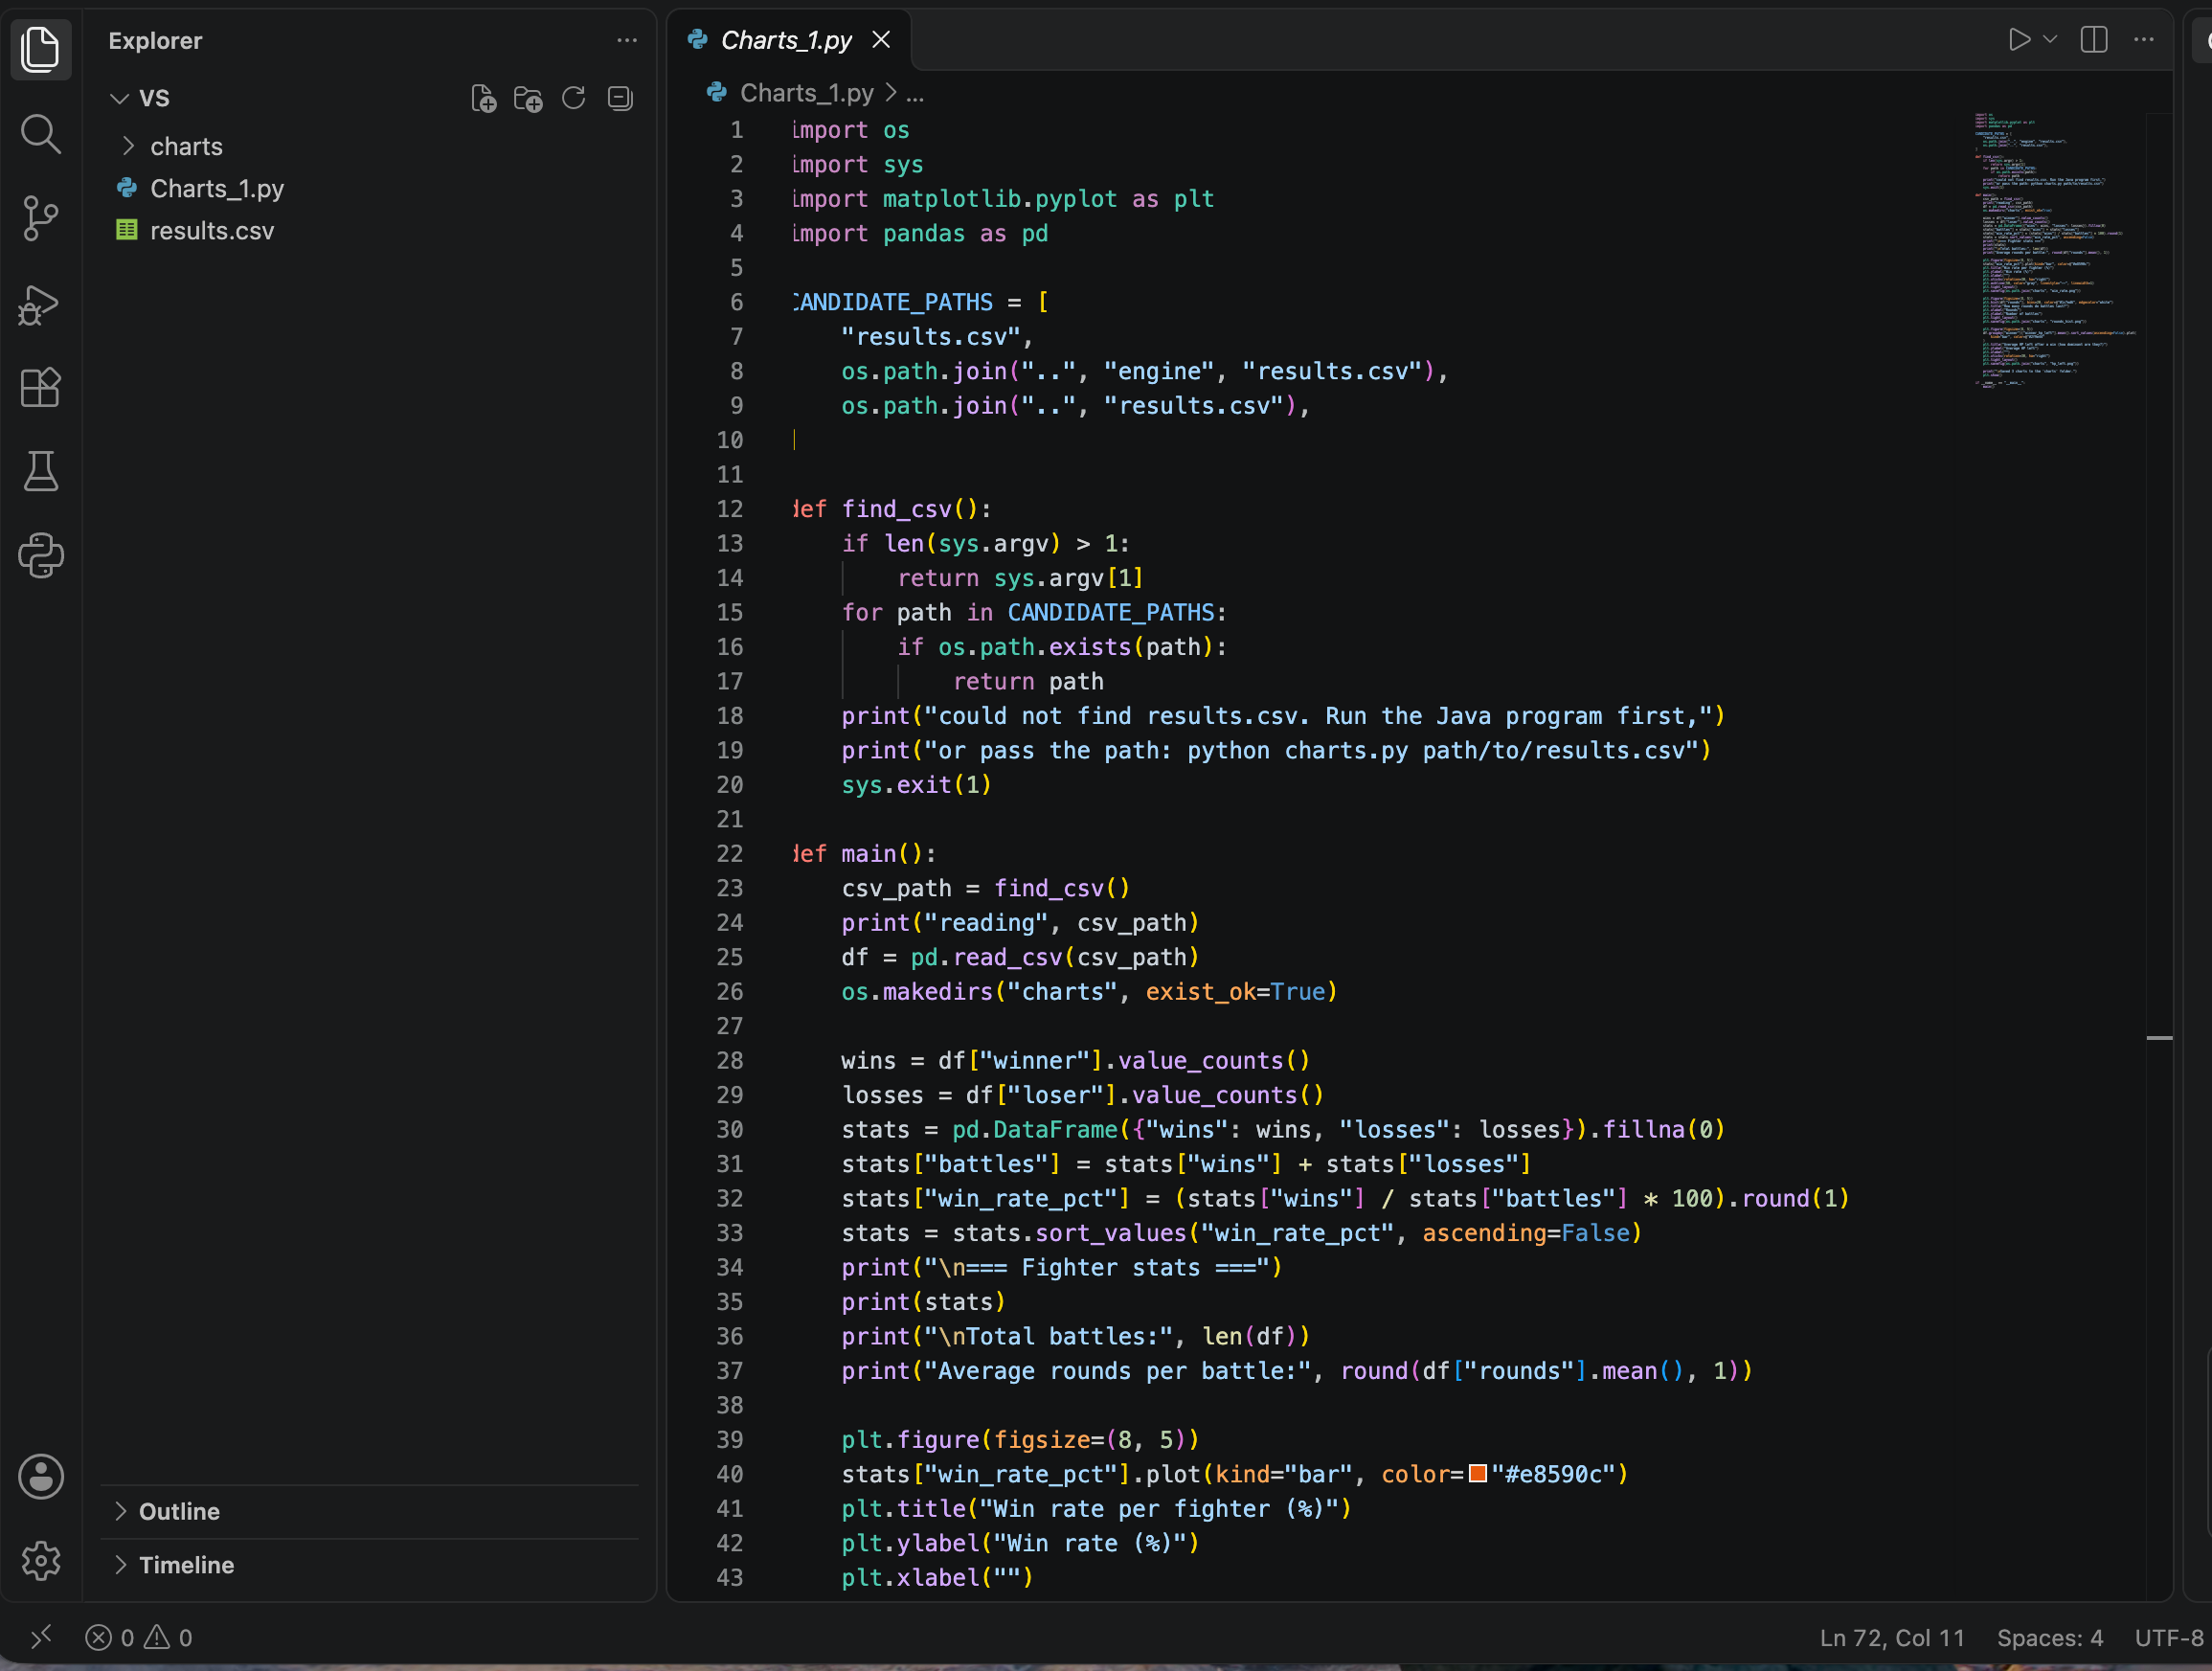 Explorer
VS
charts
Charts_1.py
results.csv
Outline
Timeline
Charts_1.py
Charts_1.py > ...
1 import os
2 import sys
3 import matplotlib.pyplot as plt
4 import pandas as pd
5
6 CANDIDATE_PATHS = [
7     "results.csv",
8     os.path.join("..", "engine", "results.csv"),
9     os.path.join("..", "results.csv"),
10 ]
11
12 def find_csv():
13     if len(sys.argv) > 1:
14         return sys.argv[1]
15     for path in CANDIDATE_PATHS:
16         if os.path.exists(path):
17             return path
18     print("could not find results.csv. Run the Java program first,")
19     print("or pass the path: python charts.py path/to/results.csv")
20     sys.exit(1)
21
22 def main():
23     csv_path = find_csv()
24     print("reading", csv_path)
25     df = pd.read_csv(csv_path)
26     os.makedirs("charts", exist_ok=True)
27
28     wins = df["winner"].value_counts()
29     losses = df["loser"].value_counts()
30     stats = pd.DataFrame({"wins": wins, "losses": losses}).fillna(0)
31     stats["battles"] = stats["wins"] + stats["losses"]
32     stats["win_rate_pct"] = (stats["wins"] / stats["battles"] * 100).round(1)
33     stats = stats.sort_values("win_rate_pct", ascending=False)
34     print("\n=== Fighter stats ===")
35     print(stats)
36     print("\nTotal battles:", len(df))
37     print("Average rounds per battle:", round(df["rounds"].mean(), 1))
38
39     plt.figure(figsize=(8, 5))
40     stats["win_rate_pct"].plot(kind="bar", color="#e8590c")
41     plt.title("Win rate per fighter (%)")
42     plt.ylabel("Win rate (%)")
43     plt.xlabel("")
0 0
Ln 72, Col 11 Spaces: 4 UTF-8